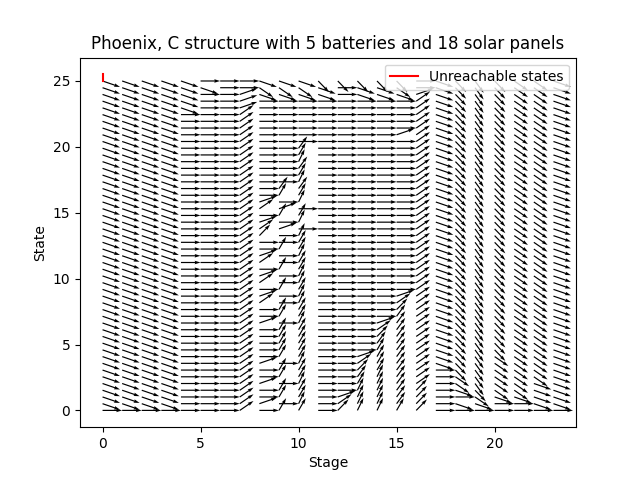 Phoenix, C structure with 5 batteries and 18 solar panels
Unreachable states
25
20
15
10
5
0
State
0 5 10 15 20
Stage